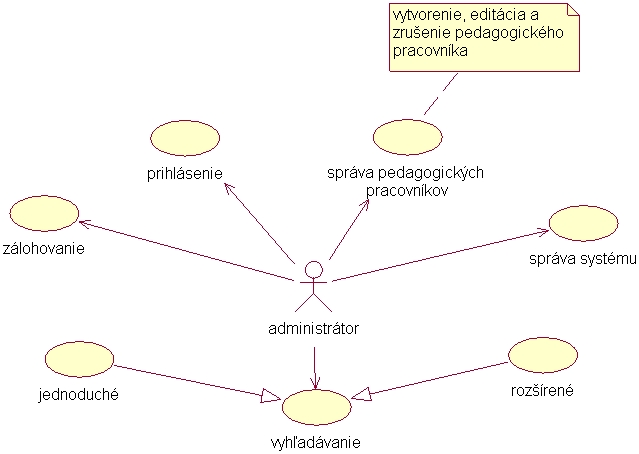 vytvorenie, editácia a
zrušenie pedagogického
pracovníka
prihlásenie
správa pedagogických
pracovníkov
zálohovanie
správa systému
administrátor
jednoduché
rozšírené
vyhľadávanie